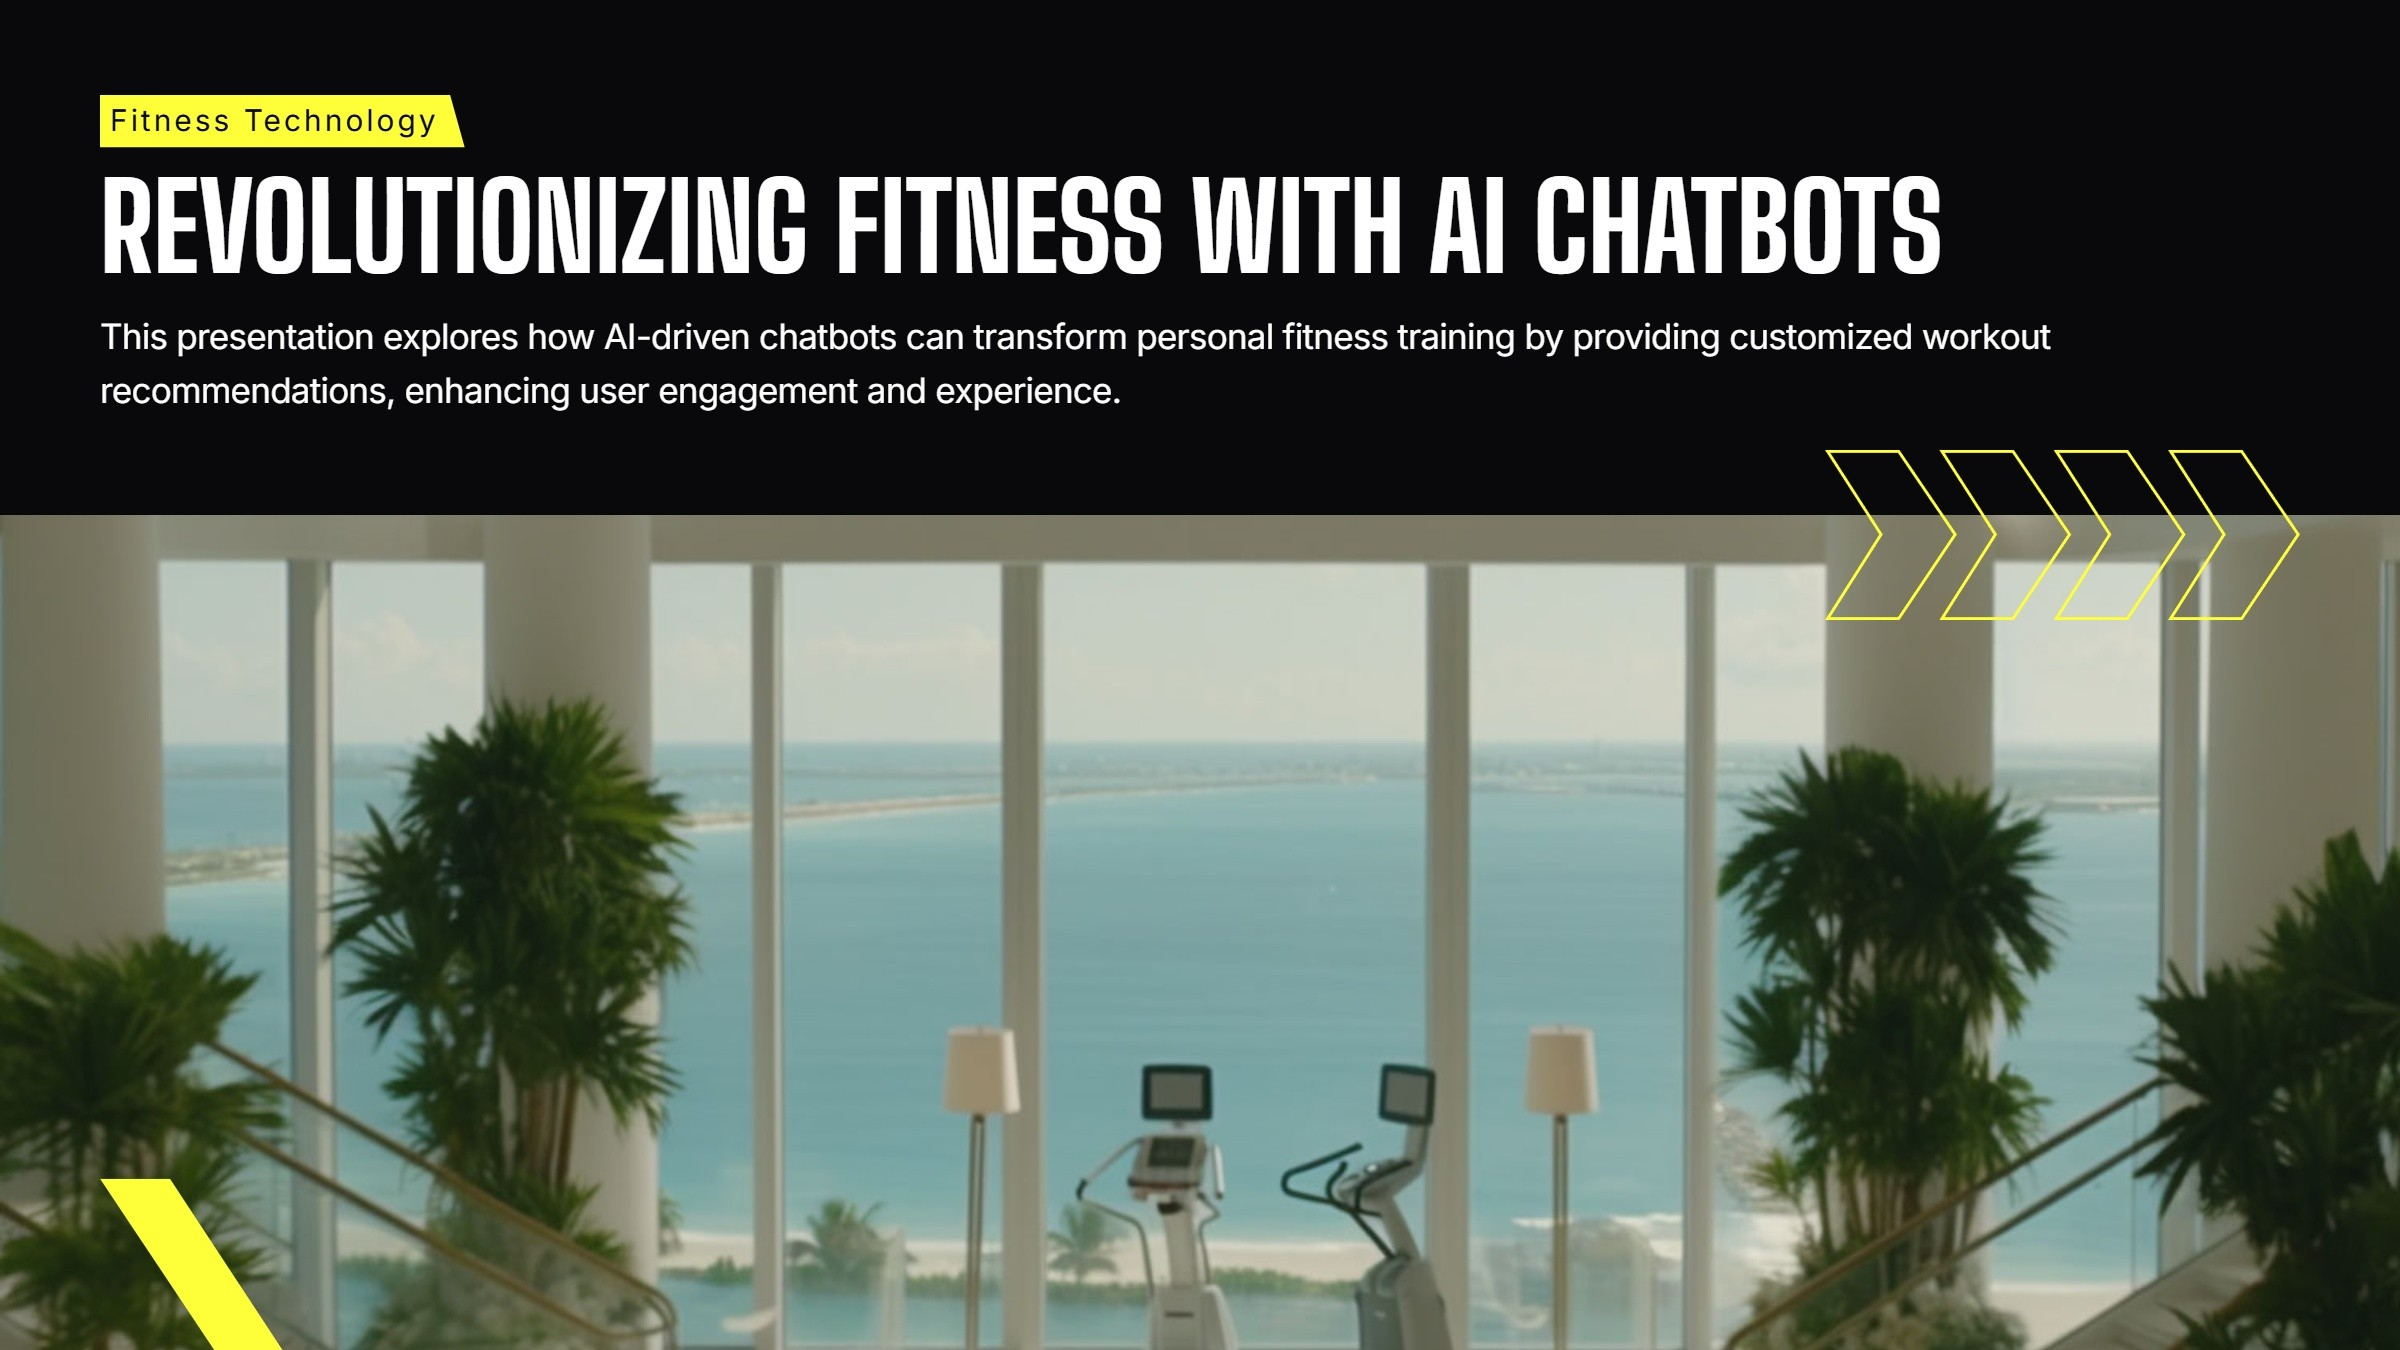 Fitness Technology
REVOLUTIONIZING FITNESS WITH AI CHATBOTS
This presentation explores how AI-driven chatbots can transform personal fitness training by providing customized workout
recommendations, enhancing user engagement and experience.